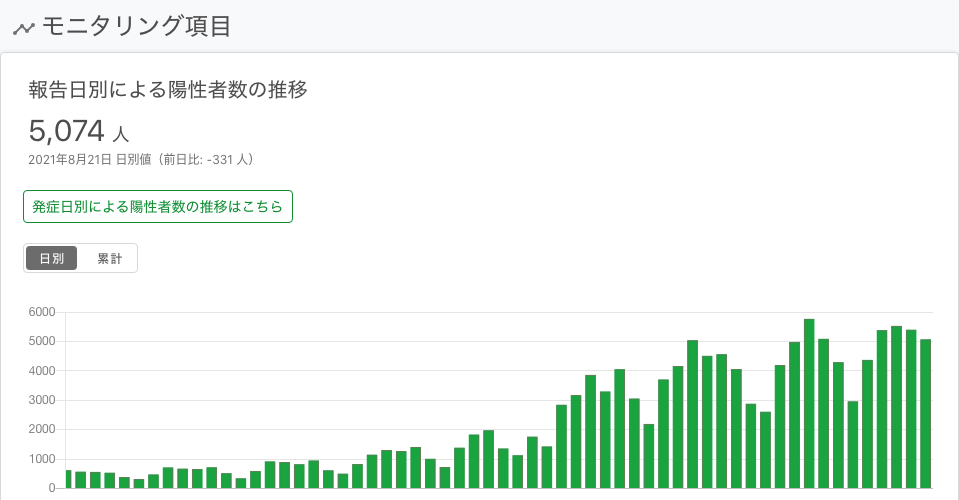 モニタリング項目
報告日別による陽性者数の推移
5,074 人
2021年8月21日 日別値（前日比: -331 人）
発症日別による陽性者数の推移はこちら
日別 累計
6000
5000
4000
3000
2000
1000
0